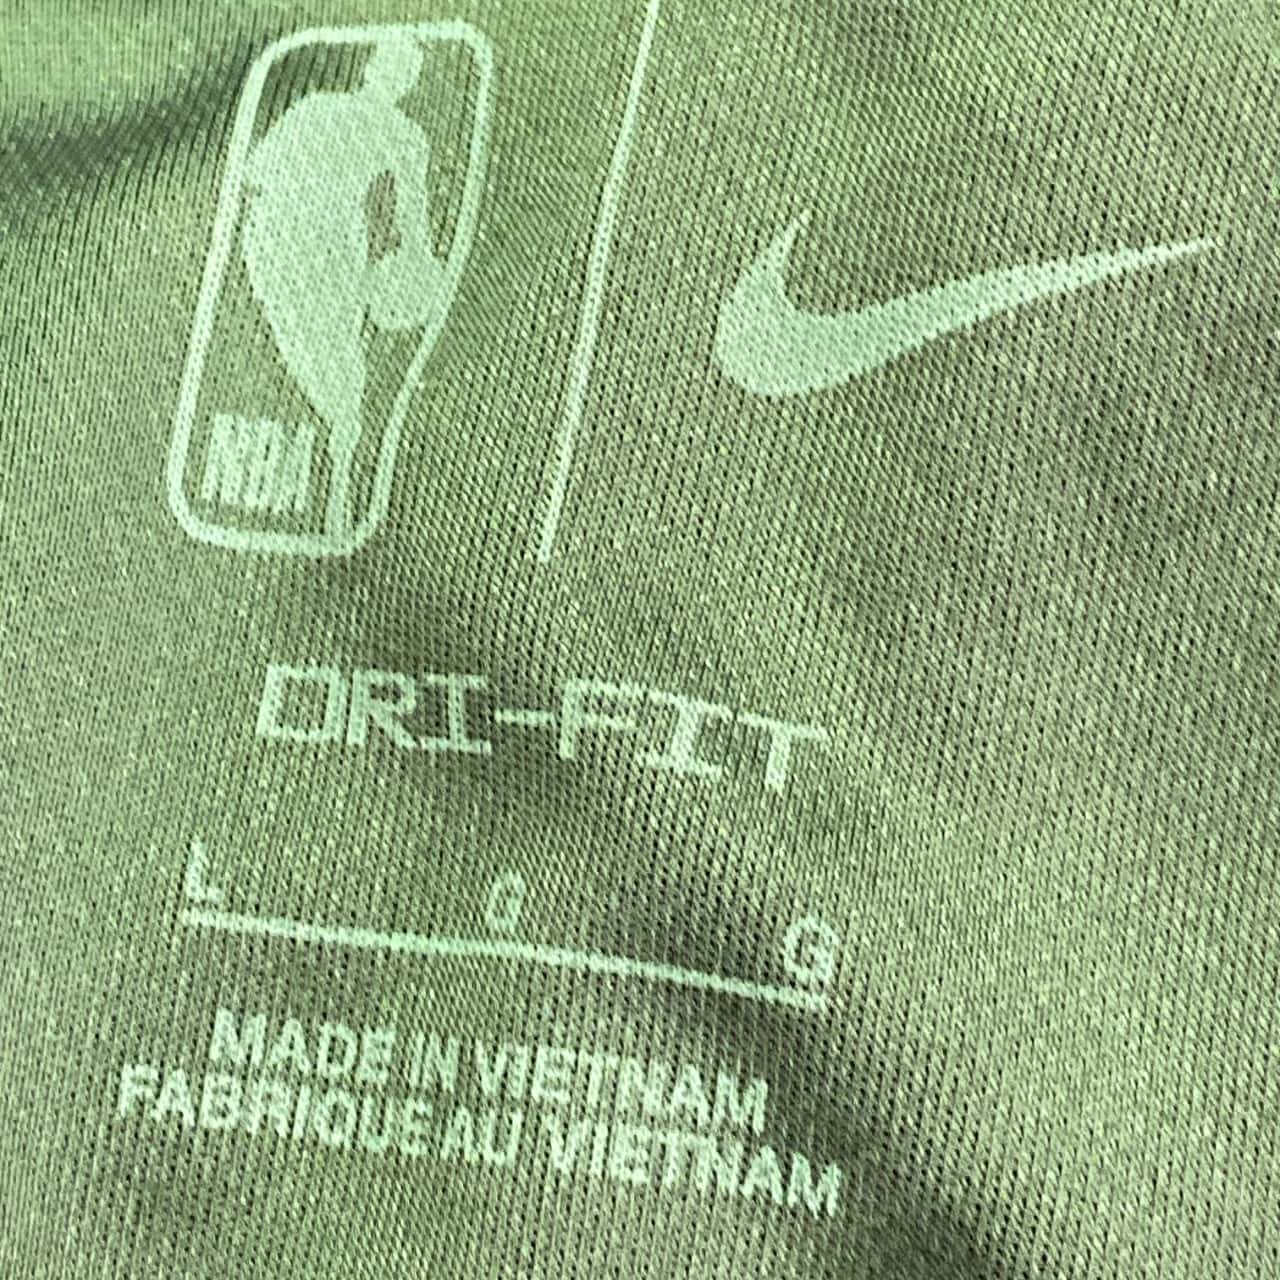 NBA
DRI-FIT
L G G
MADE IN VIETNAM
FABRIQUE AU VIETNAM